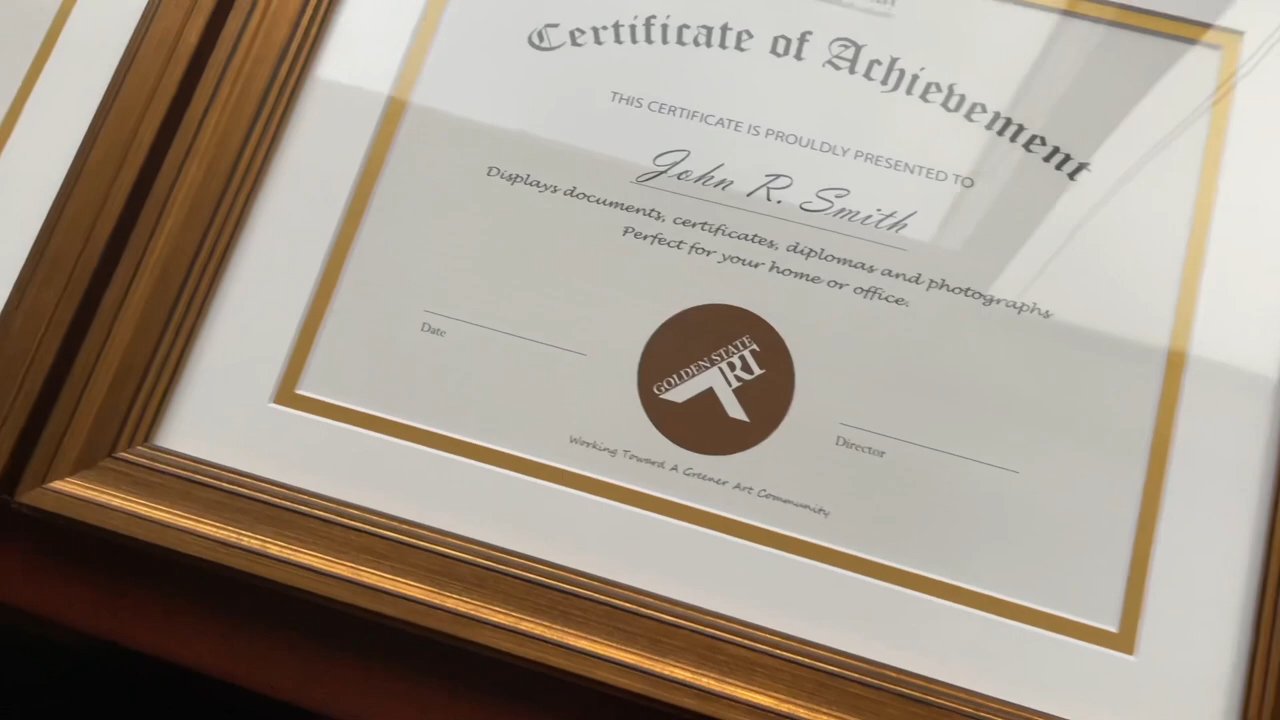 Certificate of Achievement
THIS CERTIFICATE IS PROULDLY PRESENTED TO
John R. Smith
Displays documents, certificates, diplomas and photographs
Perfect for your home or office.
Date
GOLDEN STATE
ART
Director
Working Toward A Greener Art Community